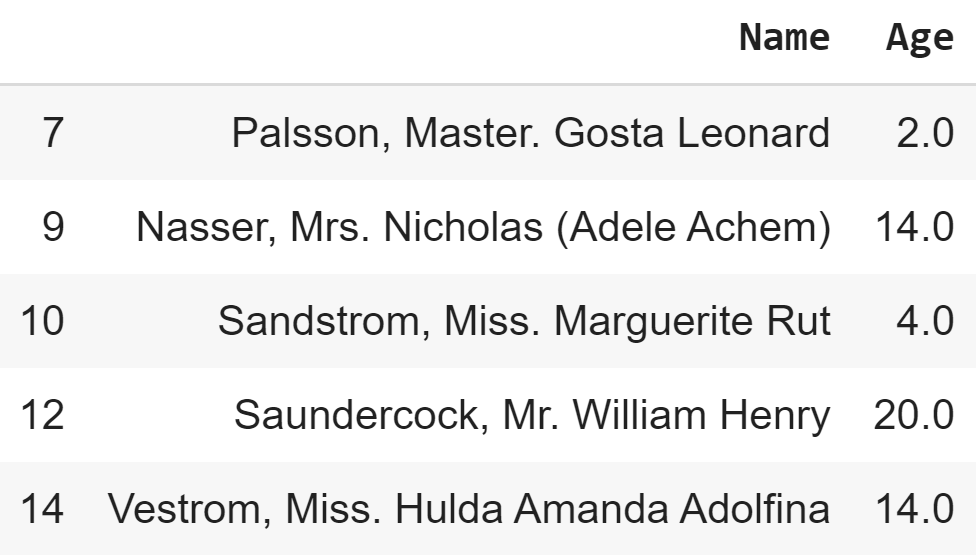 Name Age
7 Palsson, Master. Gosta Leonard 2.0
9 Nasser, Mrs. Nicholas (Adele Achem) 14.0
10 Sandstrom, Miss. Marguerite Rut 4.0
12 Saundercock, Mr. William Henry 20.0
14 Vestrom, Miss. Hulda Amanda Adolfina 14.0